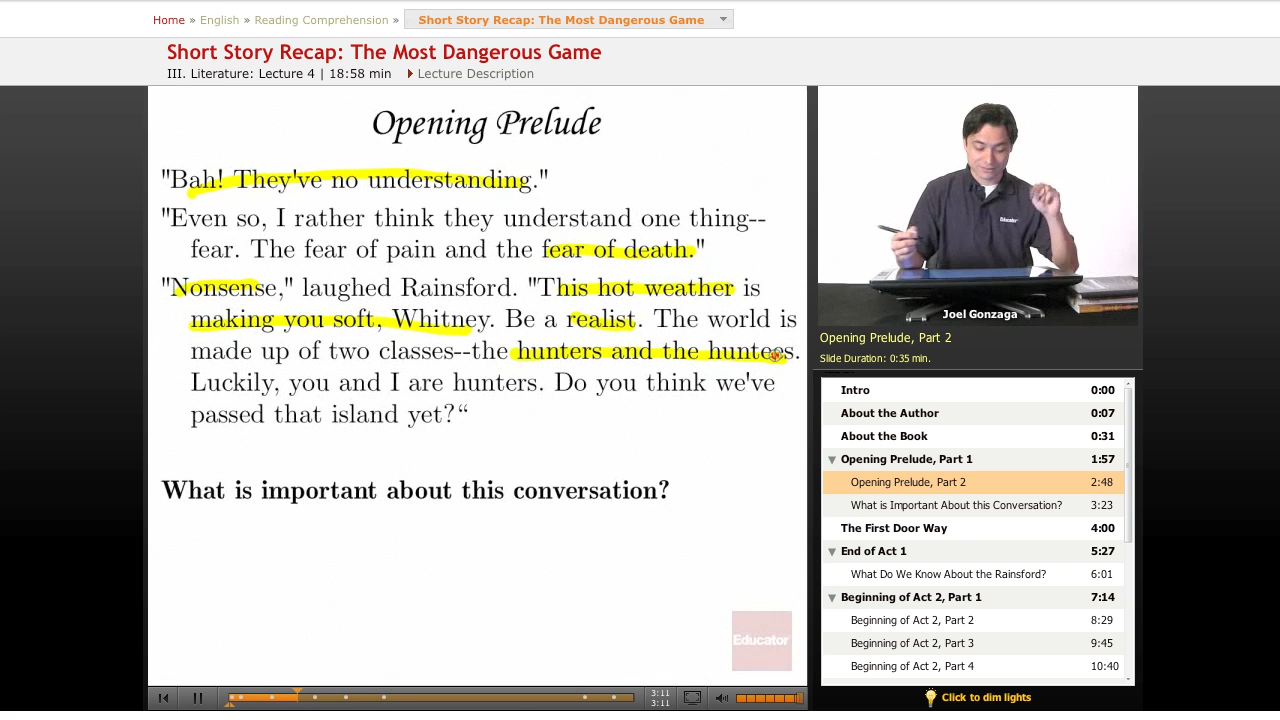 Home » English » Reading Comprehension » Short Story Recap: The Most Dangerous Game
Short Story Recap: The Most Dangerous Game
III. Literature: Lecture 4 | 18:58 min Lecture Description
Opening Prelude
"Bah! They've no understanding."
"Even so, I rather think they understand one thing--
fear. The fear of pain and the fear of death."
"Nonsense," laughed Rainsford. "This hot weather is
making you soft, Whitney. Be a realist. The world is
made up of two classes--the hunters and the huntees.
Luckily, you and I are hunters. Do you think we've
passed that island yet?“
What is important about this conversation?
Educator
3:11
3:11
Educator
Joel Gonzaga
Opening Prelude, Part 2
Slide Duration: 0:35 min.
Intro 0:00
About the Author 0:07
About the Book 0:31
Opening Prelude, Part 1 1:57
Opening Prelude, Part 2 2:48
What is Important About this Conversation? 3:23
The First Door Way 4:00
End of Act 1 5:27
What Do We Know About the Rainsford? 6:01
Beginning of Act 2, Part 1 7:14
Beginning of Act 2, Part 2 8:29
Beginning of Act 2, Part 3 9:45
Beginning of Act 2, Part 4 10:40
Click to dim lights